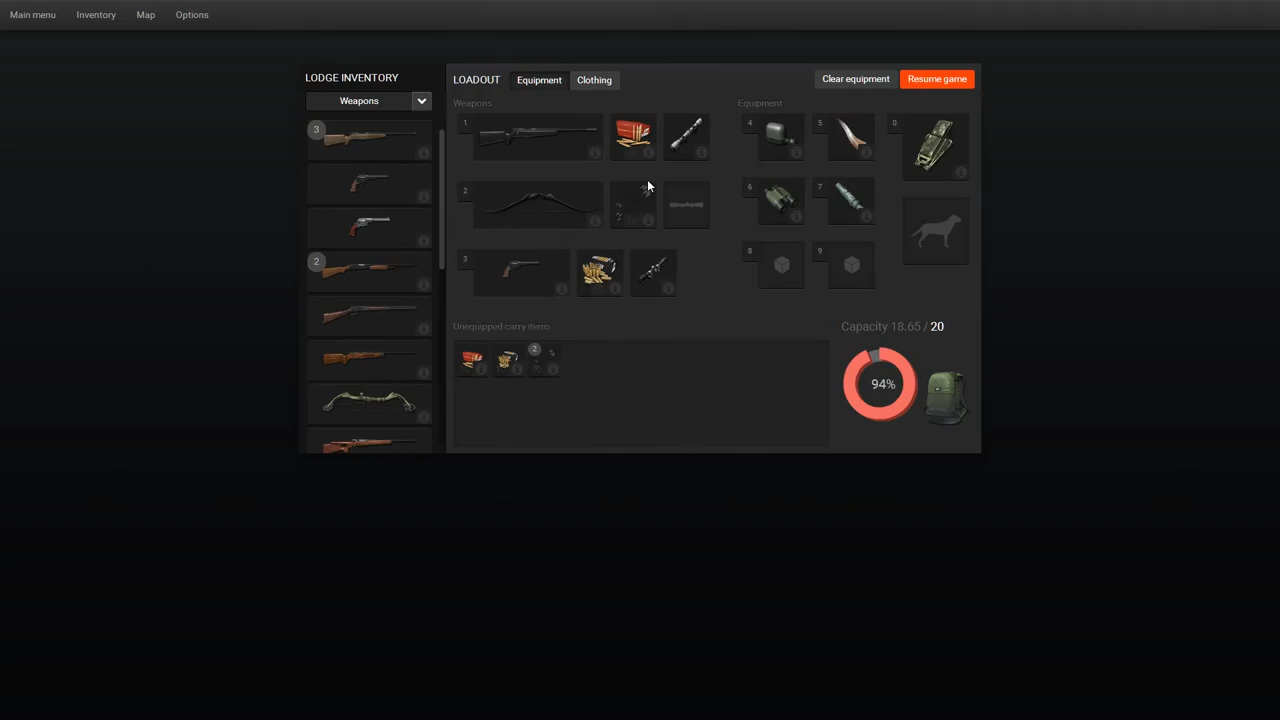 Main menu Inventory Map Options
LODGE INVENTORY
Weapons
3
2
LOADOUT Equipment Clothing
Clear equipment Resume game
Weapons
1
2
3
Equipment
4 5 0
6 7
8 9
Unequipped carry items
2
Capacity 18.65 / 20
94%